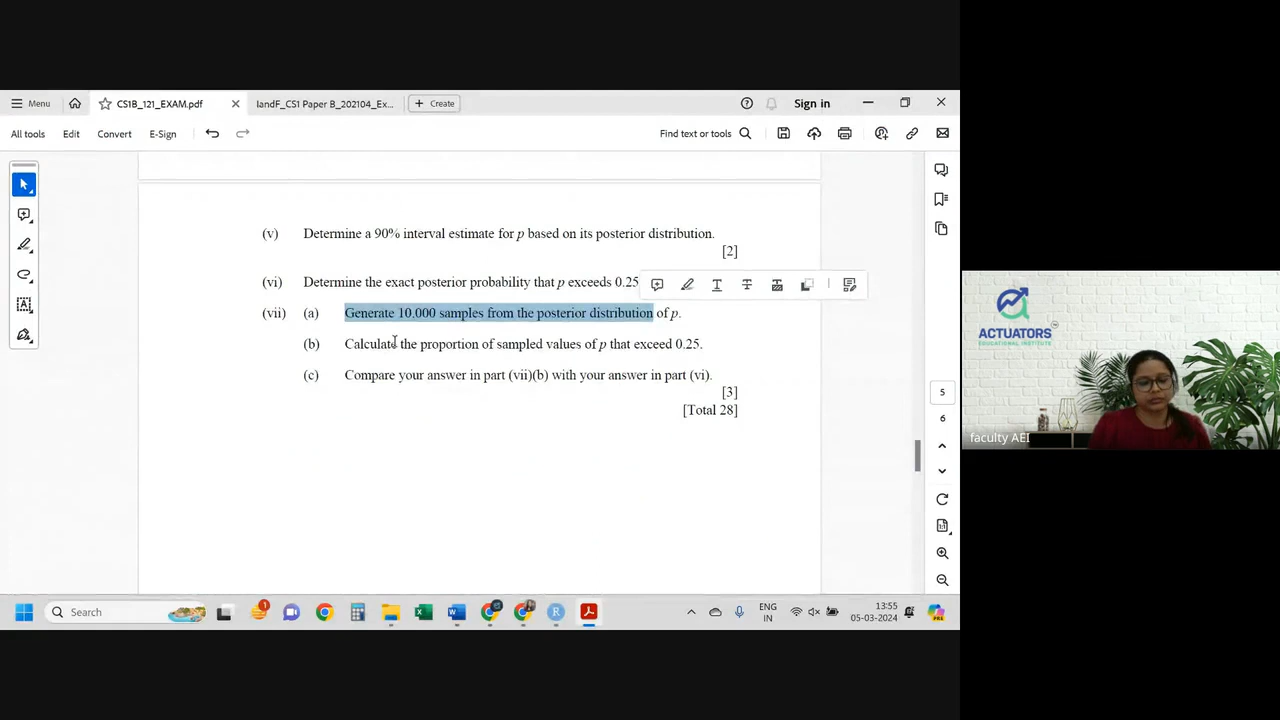 Menu
CS1B_121_EXAM.pdf
IandF_CS1 Paper B_202104_Ex...
Create
Sign in
All tools
Edit
Convert
E-Sign
Find text or tools
(v) Determine a 90% interval estimate for p based on its posterior distribution.
[2]
(vi) Determine the exact posterior probability that p exceeds 0.25
(vii) (a) Generate 10,000 samples from the posterior distribution of p.
(b) Calculate the proportion of sampled values of p that exceed 0.25.
(c) Compare your answer in part (vii)(b) with your answer in part (vi).
[3]
[Total 28]
5
6
ACTUATORS
EDUCATIONAL INSTITUTE
faculty AEI
Search
1
ENG
IN
13:55
05-03-2024